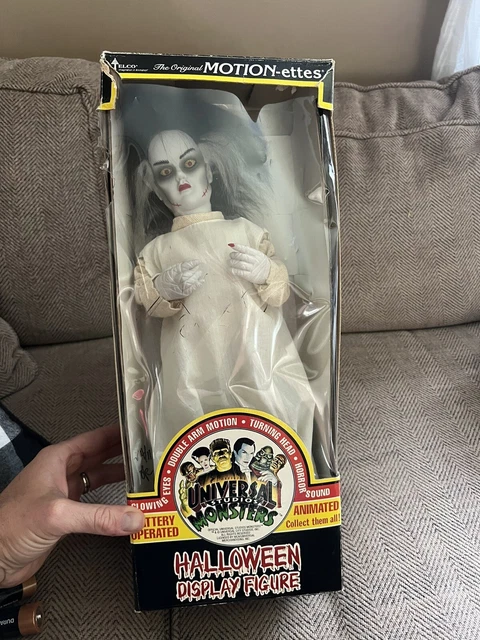 TELCO
The Original MOTION-ettes
GLOWING EYES • DOUBLE ARM MOTION • TURNING HEAD • HORROR SOUND
UNIVERSAL
STUDIOS
MONSTERS
BATTERY
OPERATED
ANIMATED
Collect them all!
HALLOWEEN
DISPLAY FIGURE